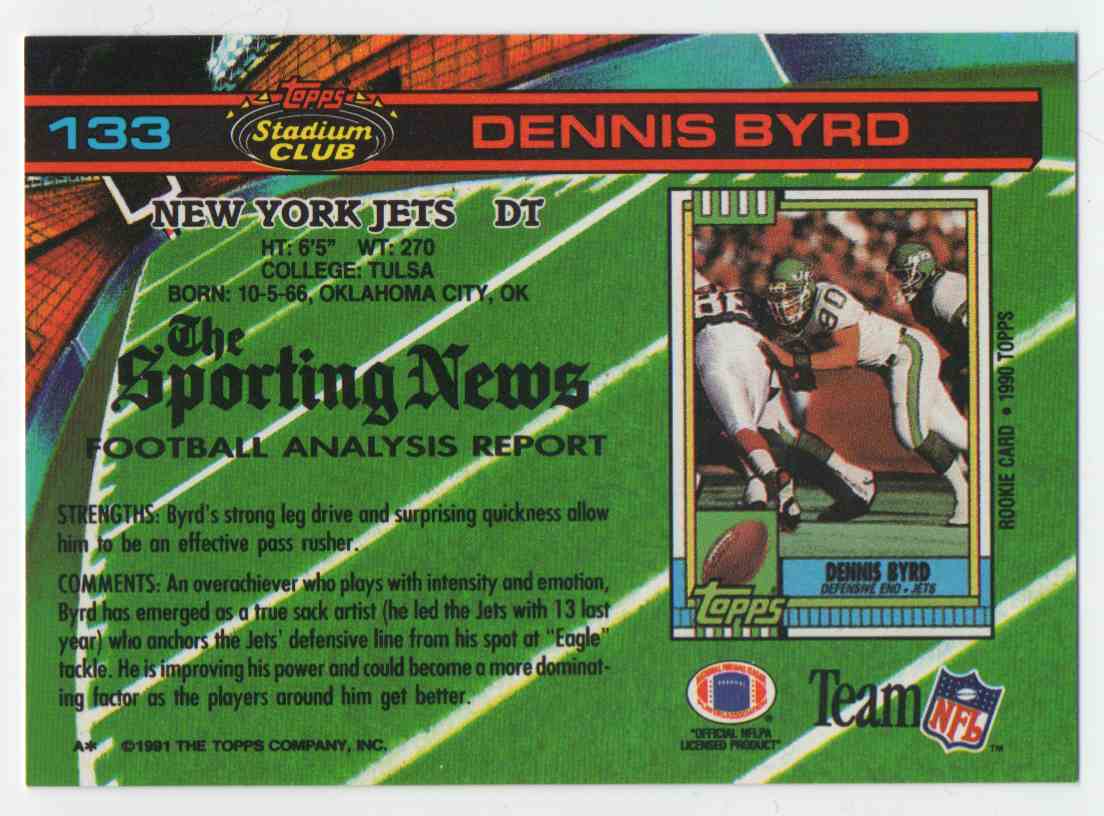 133
Topps
Stadium
CLUB
DENNIS BYRD
NEW YORK JETS DT
HT: 6'5" WT: 270
COLLEGE: TULSA
BORN: 10-5-66, OKLAHOMA CITY, OK
The
Sporting News
FOOTBALL ANALYSIS REPORT
STRENGTHS: Byrd's strong leg drive and surprising quickness allow
him to be an effective pass rusher.
COMMENTS: An overachiever who plays with intensity and emotion,
Byrd has emerged as a true sack artist (he led the Jets with 13 last
year) who anchors the Jets' defensive line from his spot at "Eagle"
tackle. He is improving his power and could become a more dominat-
ing factor as the players around him get better.
A* ©1991 THE TOPPS COMPANY, INC.
JETS
90
DENNIS BYRD
DEFENSIVE END • JETS
Topps
ROOKIE CARD • 1990 TOPPS
"OFFICIAL NFLPA
LICENSED PRODUCT"
Team NFL
™